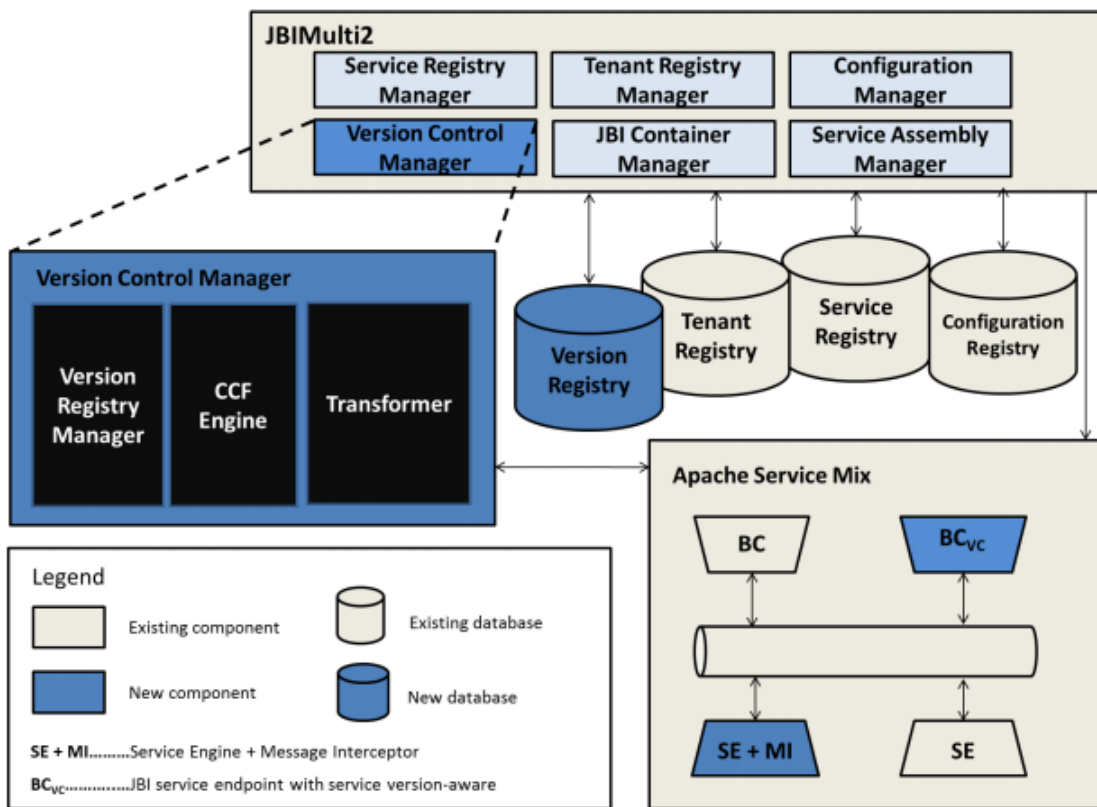 JBIMulti2
Service Registry
Manager
Tenant Registry
Manager
Configuration
Manager
Version Control
Manager
JBI Container
Manager
Service Assembly
Manager
Version Control Manager
Version
Registry
Manager
CCF
Engine
Transformer
Version
Registry
Tenant
Registry
Service
Registry
Configuration
Registry
Apache Service Mix
BC
BCVC
SE + MI
SE
Legend
Existing component
Existing database
New component
New database
SE + MI.........Service Engine + Message Interceptor
BCVC..............JBI service endpoint with service version-aware